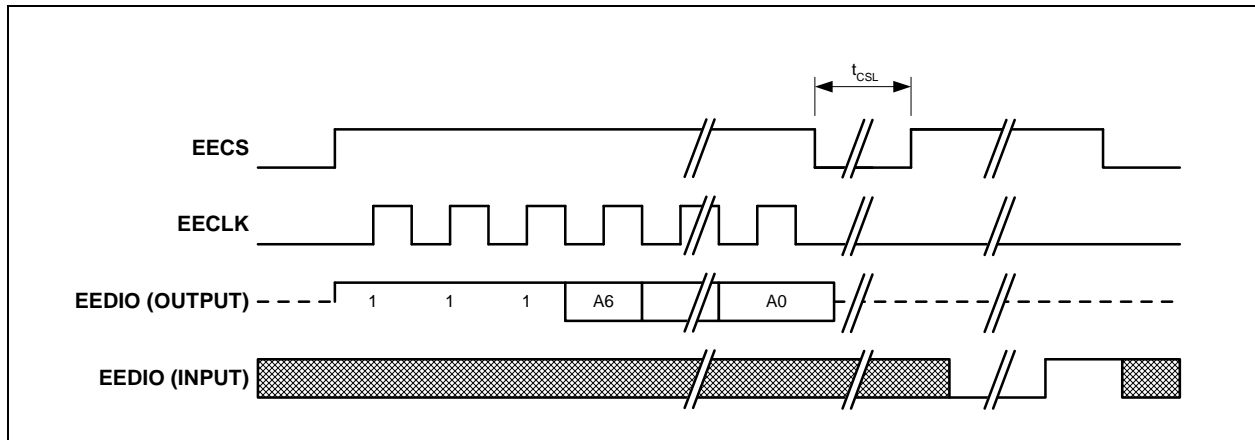 tCSL
EECS
EECLK
EEDIO (OUTPUT)
1 1 1 A6 A0
EEDIO (INPUT)